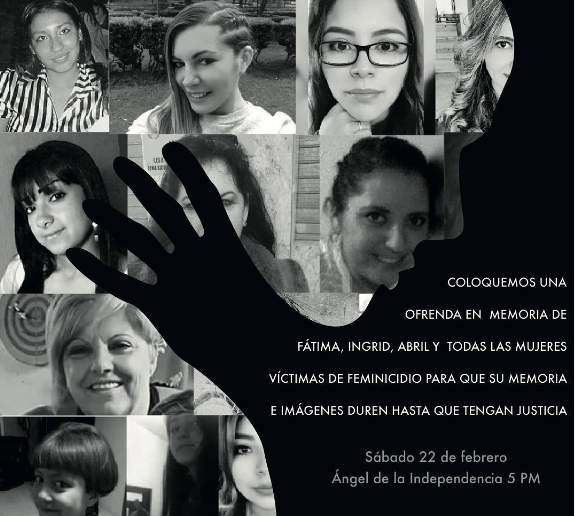 COLOQUEMOS UNA
OFRENDA EN MEMORIA DE
FÁTIMA, INGRID, ABRIL Y TODAS LAS MUJERES
VÍCTIMAS DE FEMINICIDIO PARA QUE SU MEMORIA
E IMÁGENES DUREN HASTA QUE TENGAN JUSTICIA
Sábado 22 de febrero
Ángel de la Independencia 5 PM